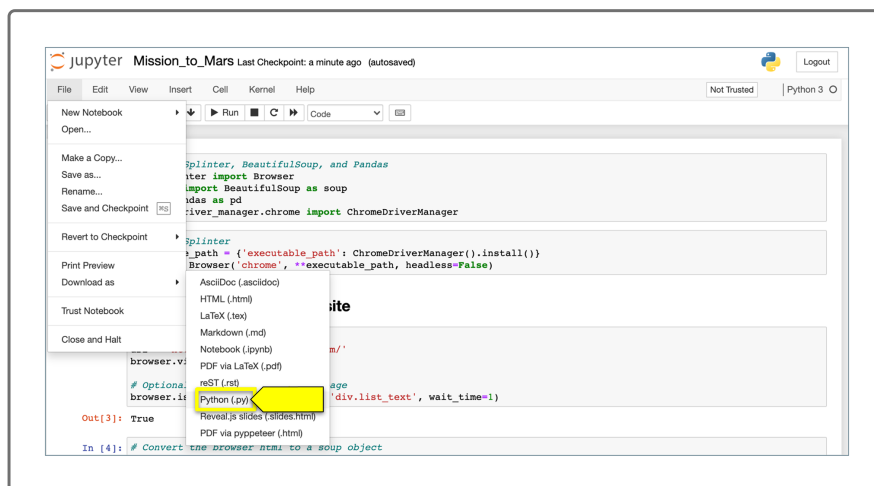 jupyter Mission_to_Mars Last Checkpoint: a minute ago (autosaved)
Logout
File Edit View Insert Cell Kernel Help
Not Trusted
Python 3
New Notebook
Open...
Make a Copy...
Save as...
Rename...
Save and Checkpoint ⌘S
Revert to Checkpoint
Print Preview
Download as
Trust Notebook
Close and Halt
Run
Code
Splinter, BeautifulSoup, and Pandas
import Browser
import BeautifulSoup as soup
as pd
import ChromeDriverManager
Splinter
= {'executable_path': ChromeDriverManager().install()}
Browser('chrome', **executable_path, headless=False)
AsciiDoc (.asciidoc)
HTML (.html)
LaTeX (.tex)
Markdown (.md)
Notebook (.ipynb)
PDF via LaTeX (.pdf)
reST (.rst)
Python (.py)
Reveal.js slides (.slides.html)
PDF via pyppeteer (.html)
site
m/'
browser.vi
# Optiona
age
browser.is
'div.list_text', wait_time=1)
Out[3]: True
In [4]: # Convert the browser html to a soup object